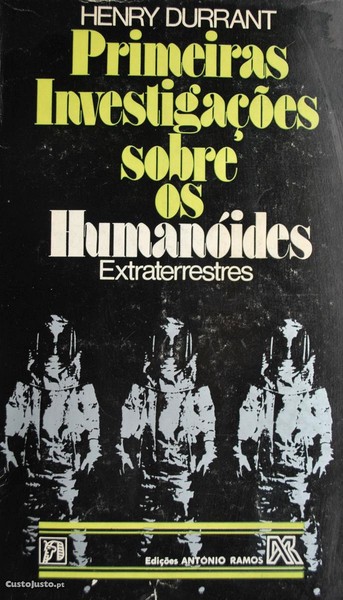 HENRY DURRANT
Primeiras
Investigações
sobre
os
Humanóides
Extraterrestres
Edições ANTÓNIO RAMOS
CustoJusto.pt